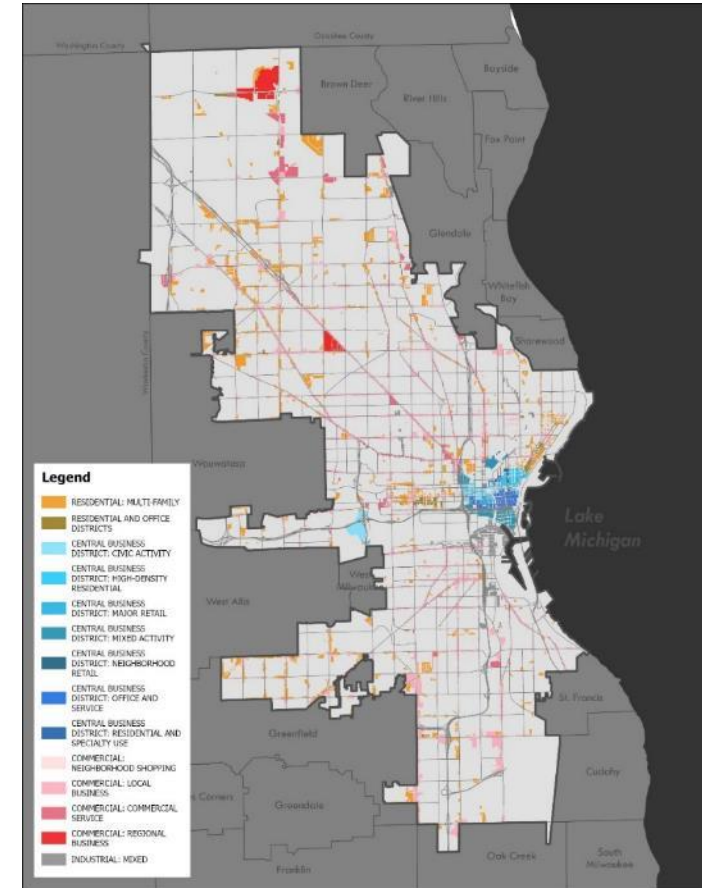 Ozaukee County
Washington County
Bayside
Brown Deer
River Hills
Fox Point
Glendale
Whitefish
Bay
Shorewood
Waukesha County
Wauwatosa
Lake
Michigan
West
Milwaukee
West Allis
St. Francis
Greenfield
Cudahy
Corners
Greendale
Oak Creek
South
Milwaukee
Franklin
Legend
RESIDENTIAL: MULTI-FAMILY
RESIDENTIAL AND OFFICE
DISTRICTS
CENTRAL BUSINESS
DISTRICT: CIVIC ACTIVITY
CENTRAL BUSINESS
DISTRICT: HIGH-DENSITY
RESIDENTIAL
CENTRAL BUSINESS
DISTRICT: MAJOR RETAIL
CENTRAL BUSINESS
DISTRICT: MIXED ACTIVITY
CENTRAL BUSINESS
DISTRICT: NEIGHBORHOOD
RETAIL
CENTRAL BUSINESS
DISTRICT: OFFICE AND
SERVICE
CENTRAL BUSINESS
DISTRICT: RESIDENTIAL AND
SPECIALTY USE
COMMERCIAL:
NEIGHBORHOOD SHOPPING
COMMERCIAL: LOCAL
BUSINESS
COMMERCIAL: COMMERCIAL
SERVICE
COMMERCIAL: REGIONAL
BUSINESS
INDUSTRIAL: MIXED